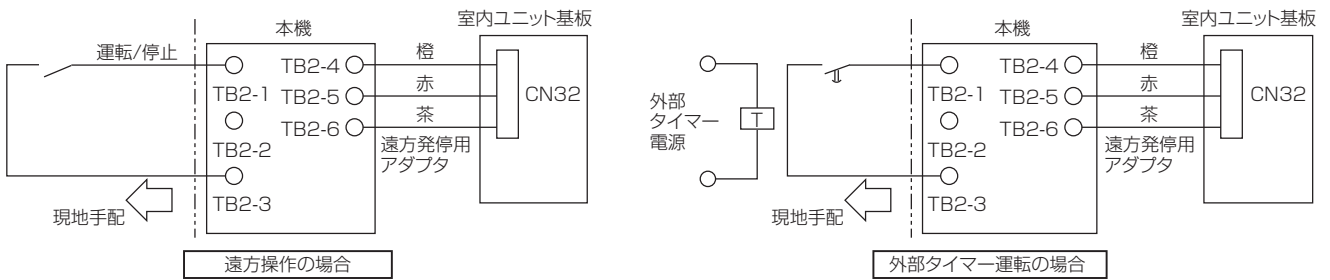 本機
室内ユニット基板
運転/停止
TB2-4
橙
TB2-1
TB2-5
赤
CN32
TB2-6
茶
TB2-2
遠方発停用
アダプタ
TB2-3
現地手配
遠方操作の場合
本機
室内ユニット基板
TB2-4
橙
外部
タイマー
電源
T
TB2-1
TB2-5
赤
CN32
TB2-6
茶
TB2-2
遠方発停用
アダプタ
TB2-3
現地手配
外部タイマー運転の場合